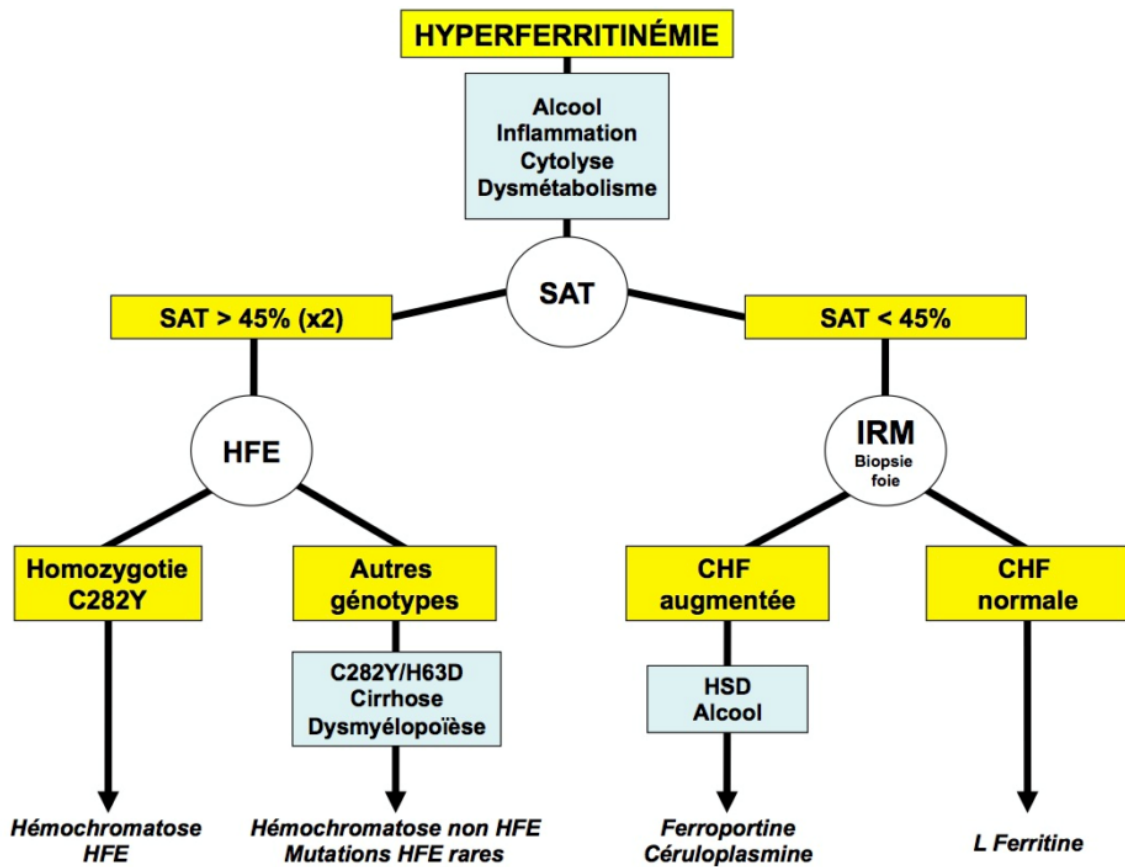 HYPERFERRITINÉMIE
Alcool
Inflammation
Cytolyse
Dysmétabolisme
SAT
SAT > 45% (x2)
SAT < 45%
HFE
IRM
Biopsie
foie
Homozygotie
C282Y
Autres
génotypes
CHF
augmentée
CHF
normale
C282Y/H63D
Cirrhose
Dysmyélopoïèse
HSD
Alcool
Hémochromatose
HFE
Hémochromatose non HFE
Mutations HFE rares
Ferroportine
Céruloplasmine
L Ferritine